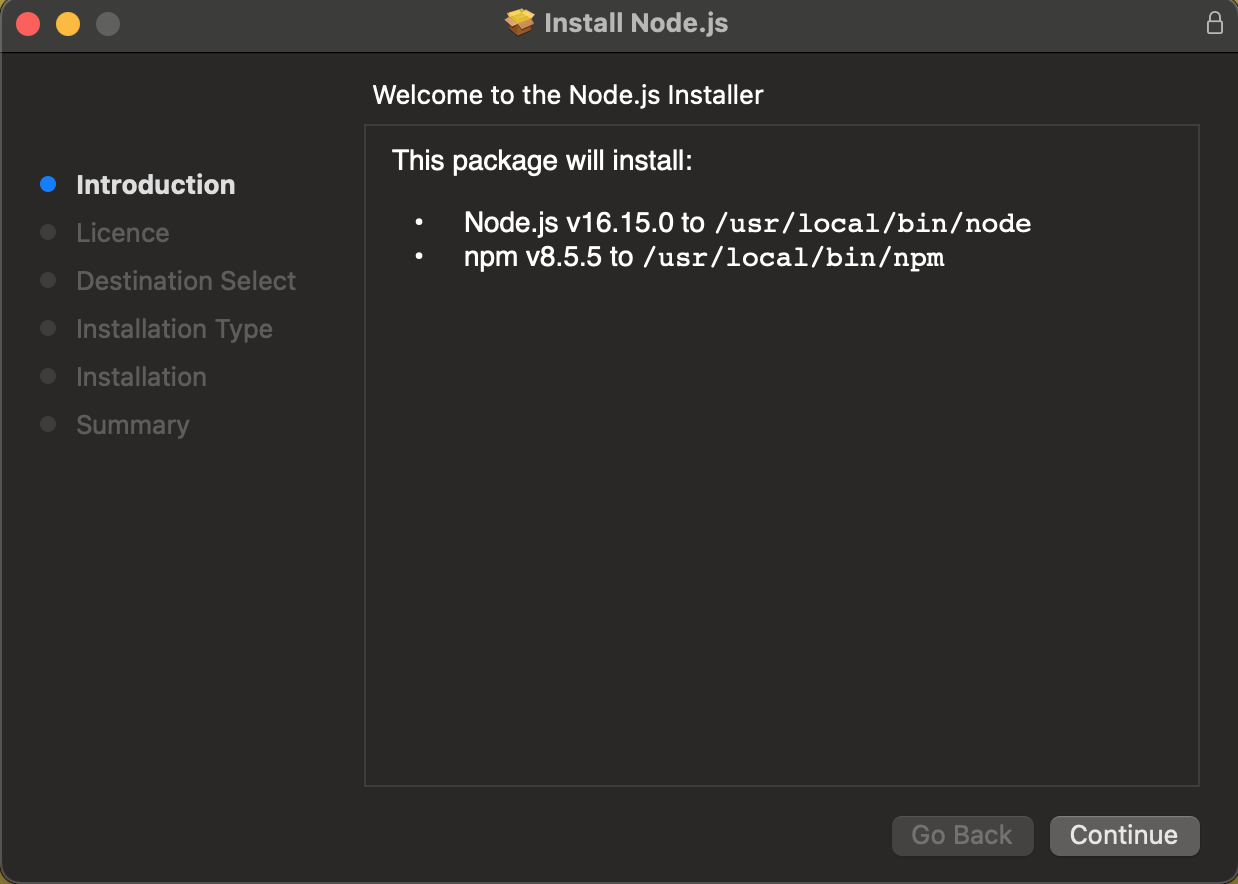 Install Node.js
Welcome to the Node.js Installer
Introduction
Licence
Destination Select
Installation Type
Installation
Summary
This package will install:
• Node.js v16.15.0 to /usr/local/bin/node
• npm v8.5.5 to /usr/local/bin/npm
Go Back
Continue